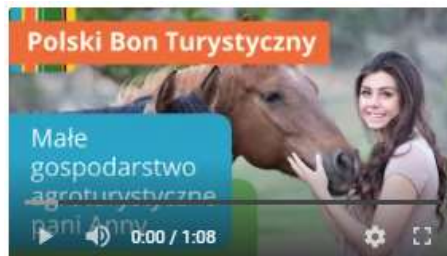 Polski Bon Turystyczny
Małe
gospodarstwo
agroturystyczne
pani Anny
0:00 / 1:08